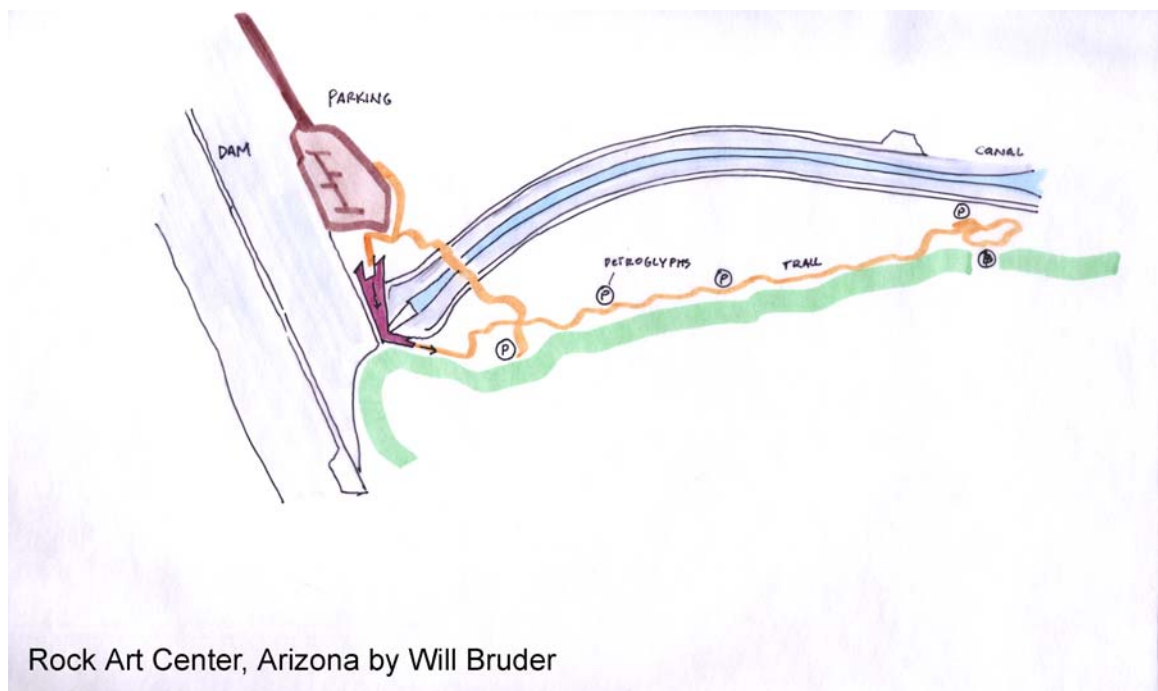 PARKING
DAM
CANAL
P
PETROGLYPHS
TRAIL
P
P
P
P
Rock Art Center, Arizona by Will Bruder